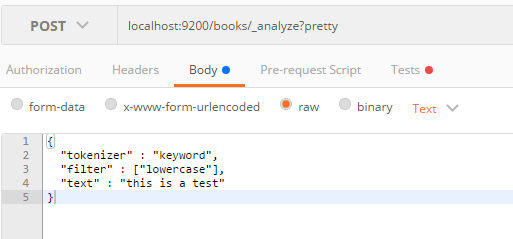 POST localhost:9200/books/_analyze?pretty
Authorization Headers Body Pre-request Script Tests
form-data x-www-form-urlencoded raw binary Text
1 {
2 "tokenizer" : "keyword",
3 "filter" : ["lowercase"],
4 "text" : "this is a test"
5 }